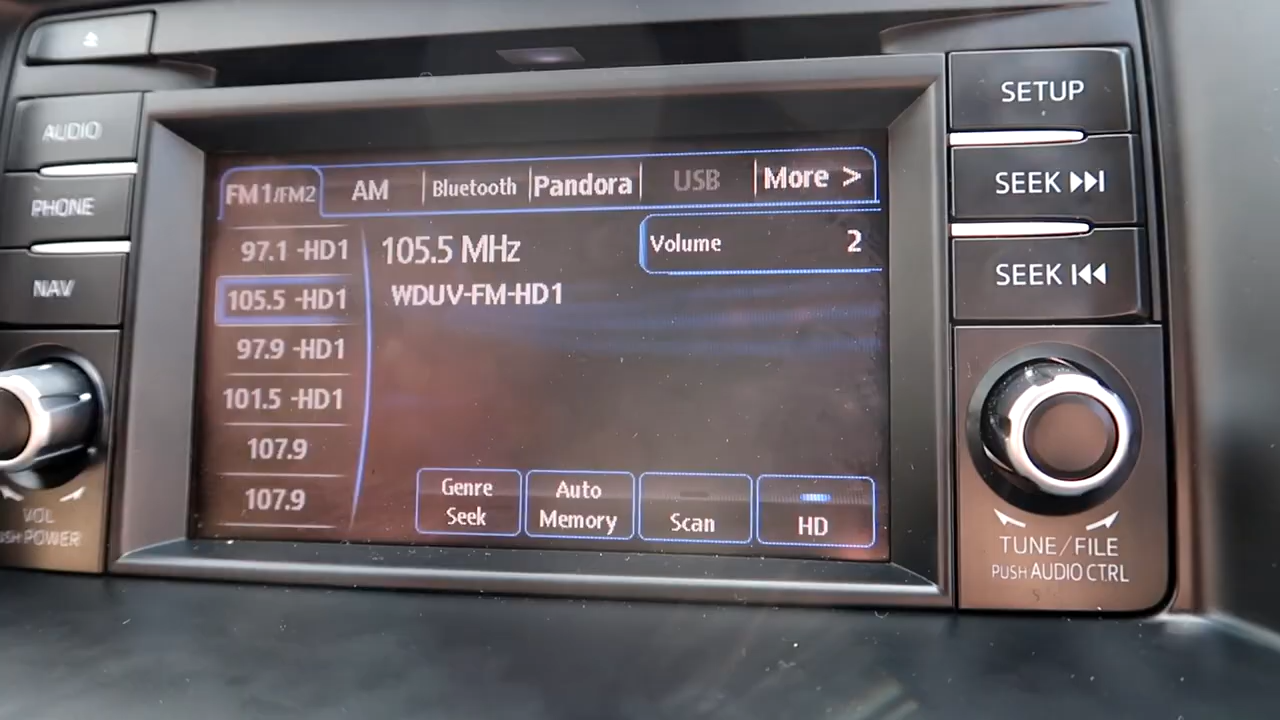 AUDIO
PHONE
NAV
VOL
PUSH POWER
FM1/FM2
AM
Bluetooth
Pandora
USB
More >
97.1 -HD1
105.5 -HD1
97.9 -HD1
101.5 -HD1
107.9
107.9
105.5 MHz
WDUV-FM-HD1
Volume 2
Genre
Seek
Auto
Memory
Scan
HD
SETUP
SEEK
SEEK
TUNE/FILE
PUSH AUDIO CTRL